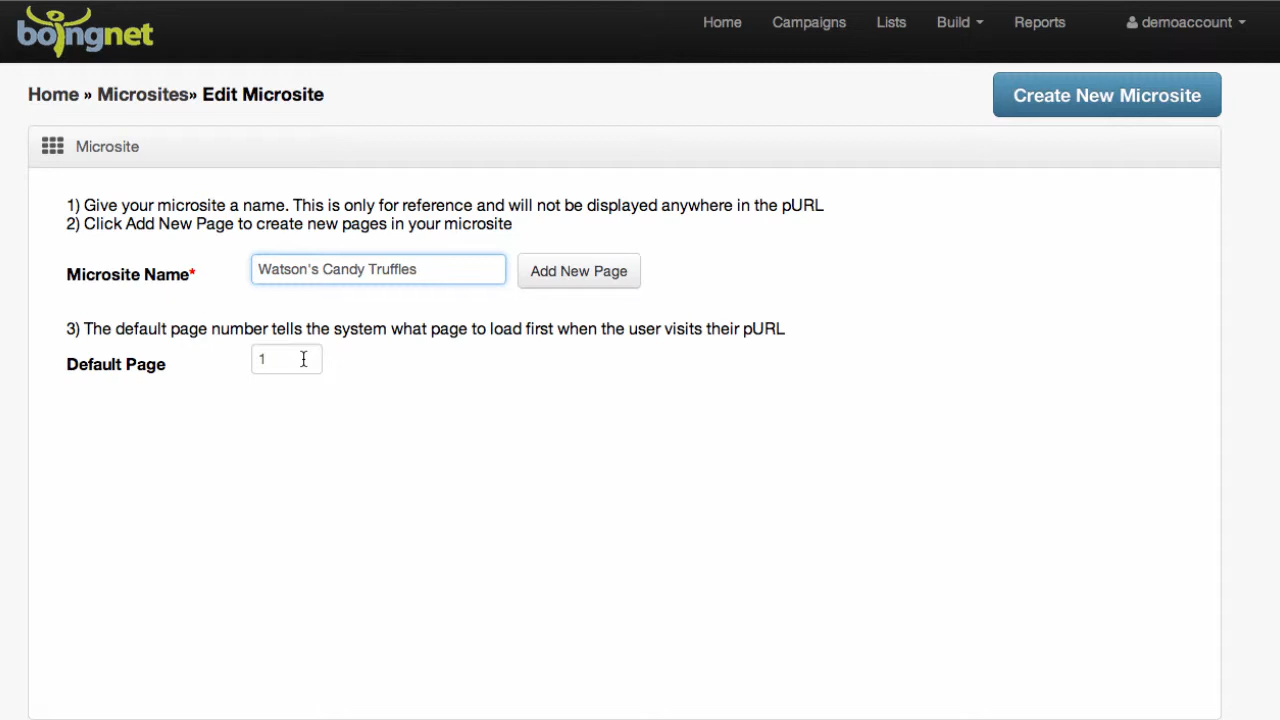 boingnet
Home Campaigns Lists Build Reports demoaccount
Home » Microsites» Edit Microsite
Create New Microsite
Microsite
1) Give your microsite a name. This is only for reference and will not be displayed anywhere in the pURL
2) Click Add New Page to create new pages in your microsite
Microsite Name* Watson's Candy Truffles Add New Page
3) The default page number tells the system what page to load first when the user visits their pURL
Default Page 1